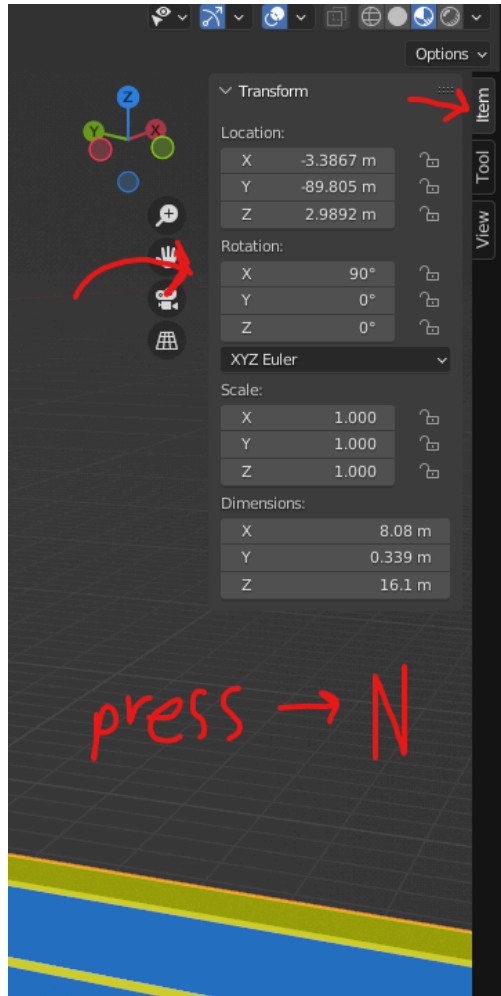 Options
Transform
Item
Location:
X -3.3867 m
Y -89.805 m
Z 2.9892 m
Tool
View
Rotation:
X 90°
Y 0°
Z 0°
XYZ Euler
Scale:
X 1.000
Y 1.000
Z 1.000
Dimensions:
X 8.08 m
Y 0.339 m
Z 16.1 m
Z
Y
X
press → N